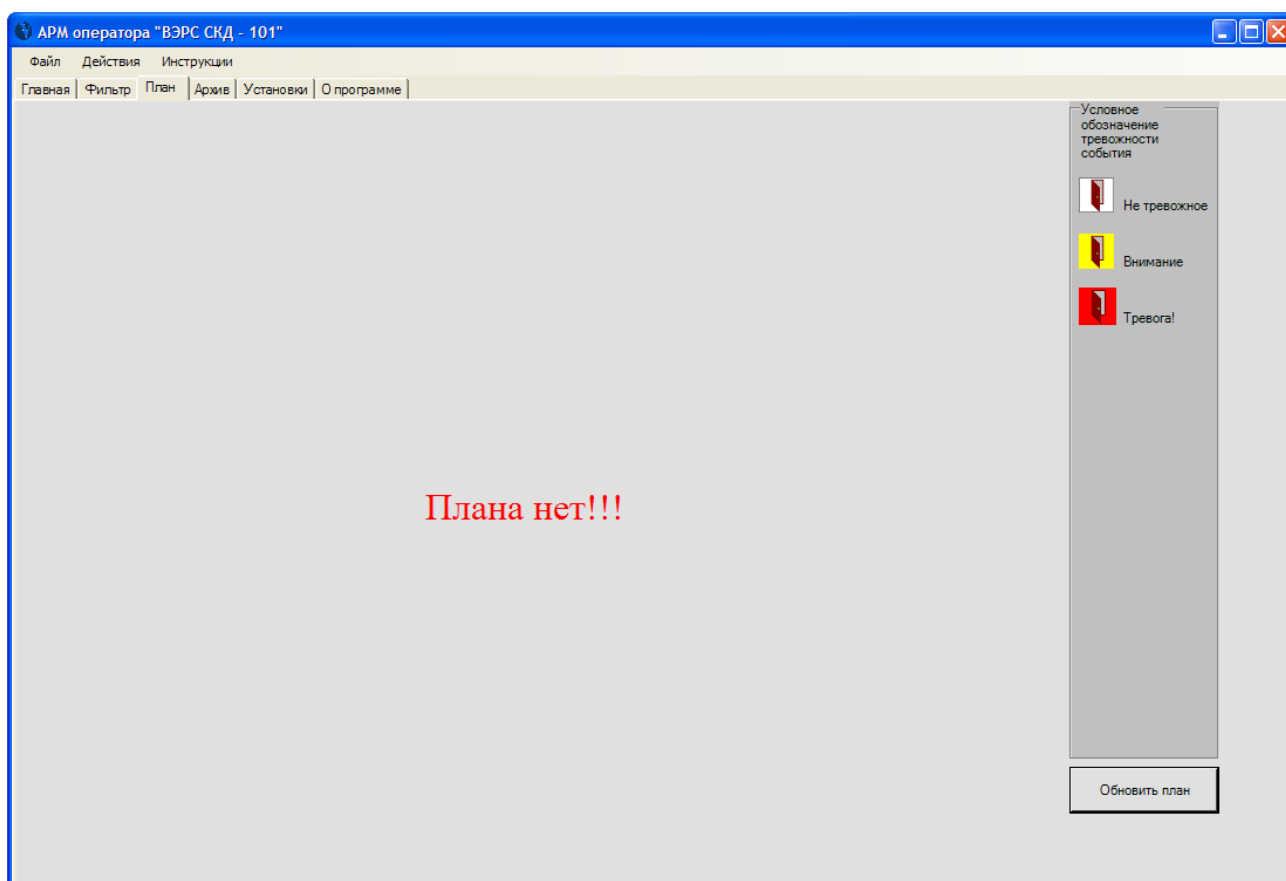 АРМ оператора "ВЭРС СКД - 101"
Файл Действия Инструкции
Главная Фильтр План Архив Установки О программе
Условное
обозначение
тревожности
события
Не тревожное
Внимание
Тревога!
Плана нет!!!
Обновить план